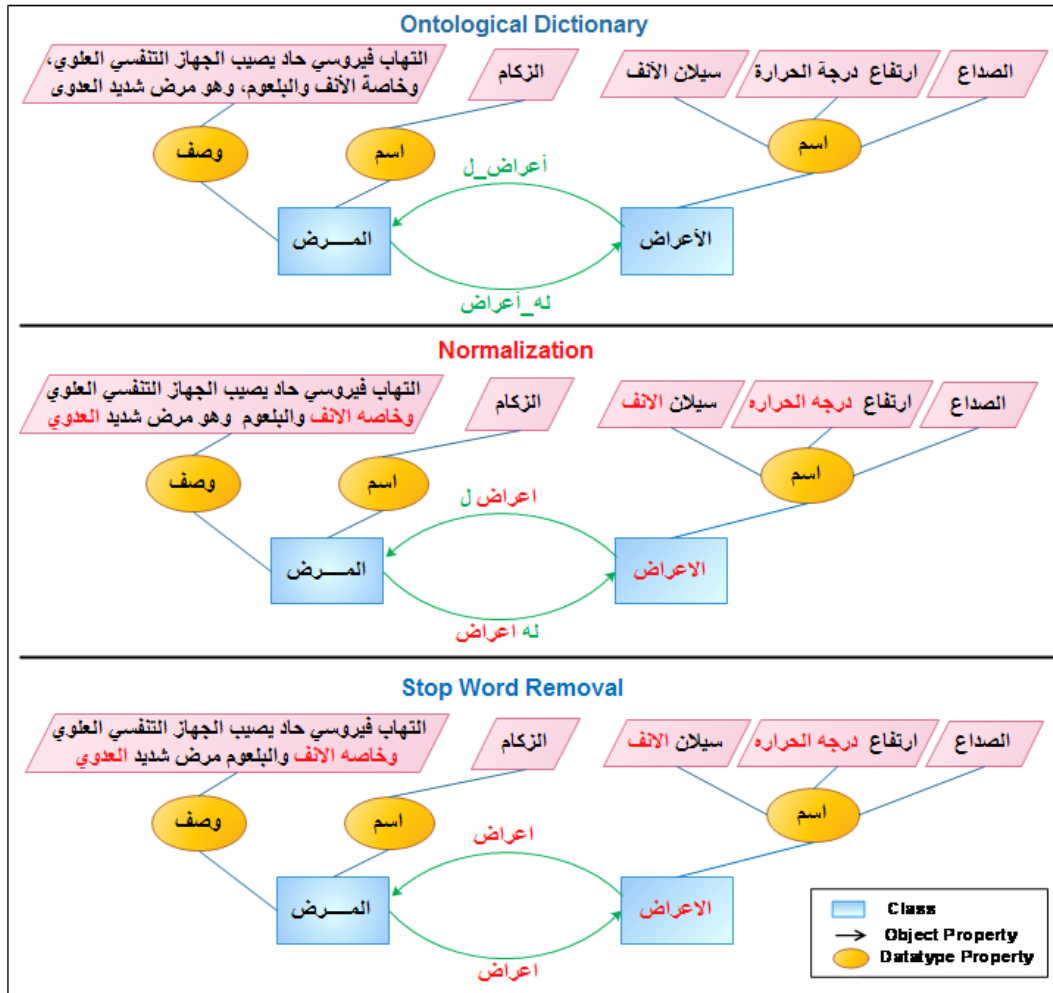 Ontological Dictionary
التهاب فيروسي حاد يصيب الجهاز التنفسي العلوي،
وخاصة الأنف والبلعوم، وهو مرض شديد العدوى
الزكام
سيلان الأنف
ارتفاع درجة الحرارة
الصداع
وصف
اسم
اسم
أعراض_ل
المـــرض
الأعراض
له_أعراض
Normalization
التهاب فيروسي حاد يصيب الجهاز التنفسي العلوي
وخاصه الانف والبلعوم وهو مرض شديد العدوي
الزكام
سيلان الانف
ارتفاع درجه الحراره
الصداع
وصف
اسم
اسم
اعراض ل
المـــرض
الاعراض
له اعراض
Stop Word Removal
التهاب فيروسي حاد يصيب الجهاز التنفسي العلوي
وخاصه الانف والبلعوم مرض شديد العدوي
الزكام
سيلان الانف
ارتفاع درجه الحراره
الصداع
وصف
اسم
اسم
اعراض
المـــرض
الاعراض
اعراض
Class
Object Property
Datatype Property